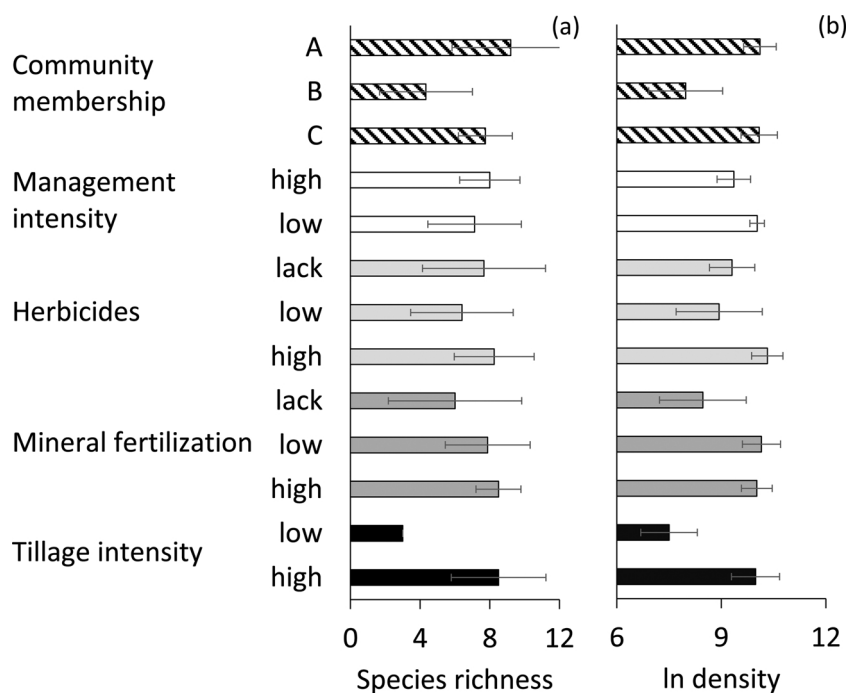 (a)
(b)
Community
membership
A
B
C
Management
intensity
high
low
Herbicides
lack
low
high
Mineral fertilization
lack
low
high
Tillage intensity
low
high
0
4
8
12
6
9
12
Species richness
ln density